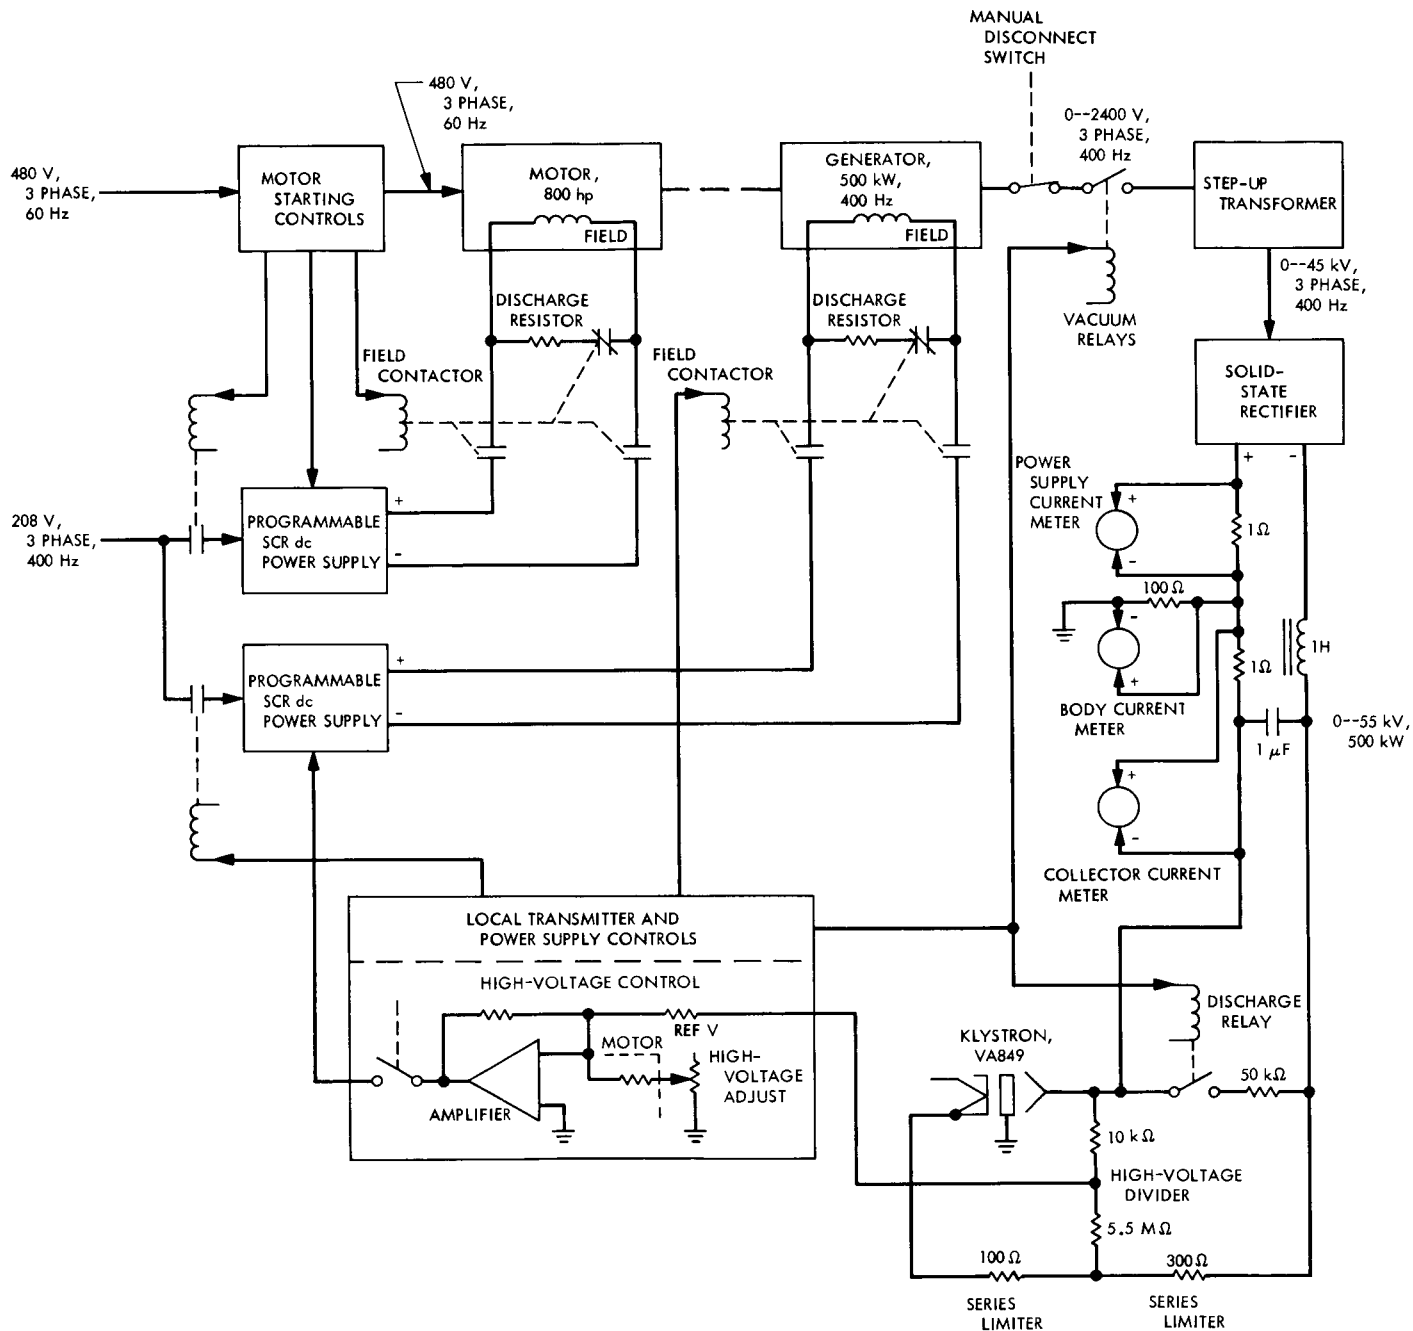 MANUAL
DISCONNECT
SWITCH
480 V,
3 PHASE,
60 Hz
0--2400 V,
3 PHASE,
400 Hz
480 V,
3 PHASE,
60 Hz
MOTOR
STARTING
CONTROLS
MOTOR,
800 hp
FIELD
GENERATOR,
500 kW,
400 Hz
FIELD
STEP-UP
TRANSFORMER
0--45 kV,
3 PHASE,
400 Hz
DISCHARGE
RESISTOR
DISCHARGE
RESISTOR
VACUUM
RELAYS
FIELD
CONTACTOR
FIELD
CONTACTOR
SOLID-
STATE
RECTIFIER
+ -
POWER
SUPPLY
CURRENT
METER
+
-
1Ω
208 V,
3 PHASE,
400 Hz
PROGRAMMABLE
SCR dc
POWER SUPPLY
+
-
100Ω
-
+
BODY CURRENT
METER
1Ω
1H
PROGRAMMABLE
SCR dc
POWER SUPPLY
+
-
1 μF
0--55 kV,
500 kW
+
-
COLLECTOR CURRENT
METER
LOCAL TRANSMITTER AND
POWER SUPPLY CONTROLS
HIGH-VOLTAGE CONTROL
REF V
MOTOR
HIGH-
VOLTAGE
ADJUST
AMPLIFIER
KLYSTRON,
VA849
DISCHARGE
RELAY
50 kΩ
10 kΩ
HIGH-VOLTAGE
DIVIDER
5.5 MΩ
100Ω
300Ω
SERIES
LIMITER
SERIES
LIMITER